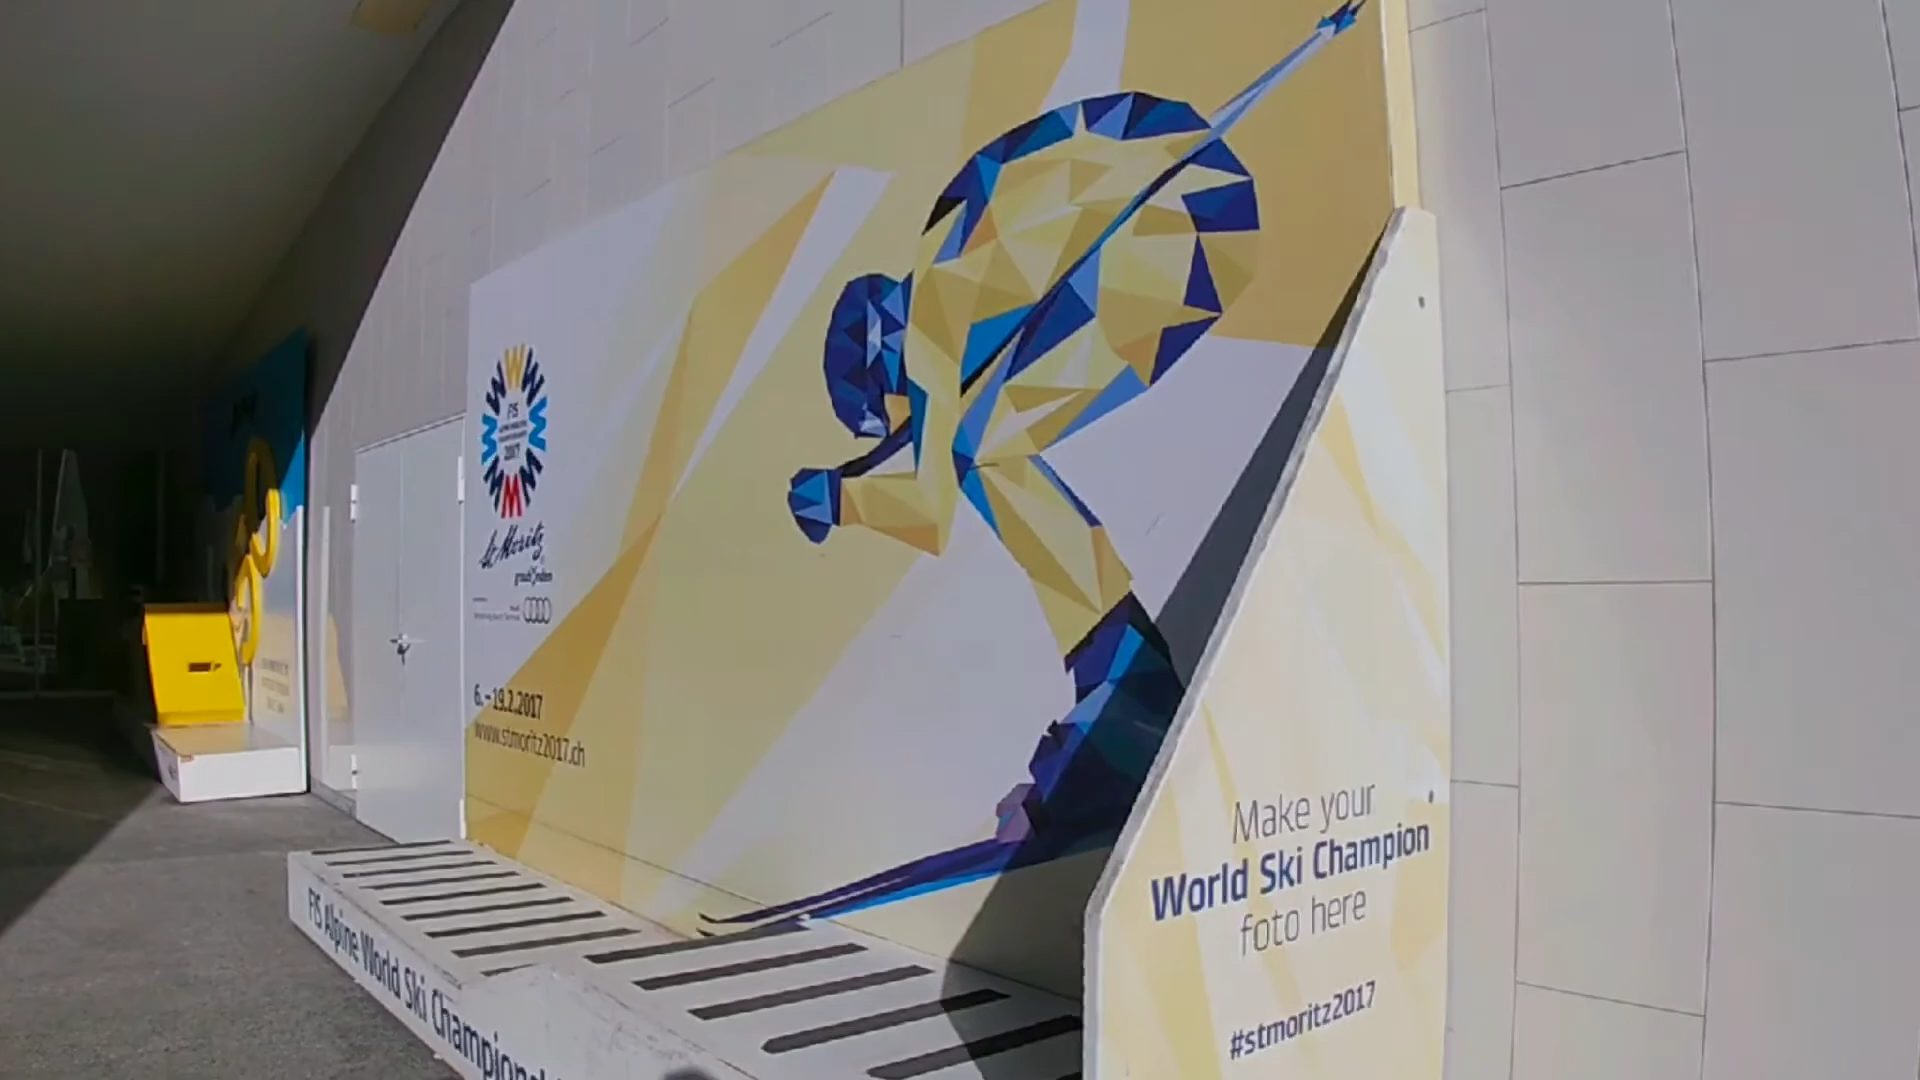 FIS
2017
St. Moritz
graubünden
6. – 19.2.2017
www.stmoritz2017.ch
FIS Alpine World Ski
Make your
World Ski Champion
foto here
#stmoritz2017